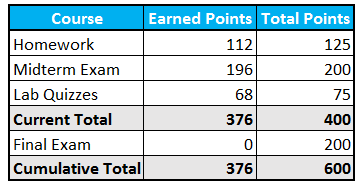 Course Earned Points Total Points
Homework 112 125
Midterm Exam 196 200
Lab Quizzes 68 75
Current Total 376 400
Final Exam 0 200
Cumulative Total 376 600